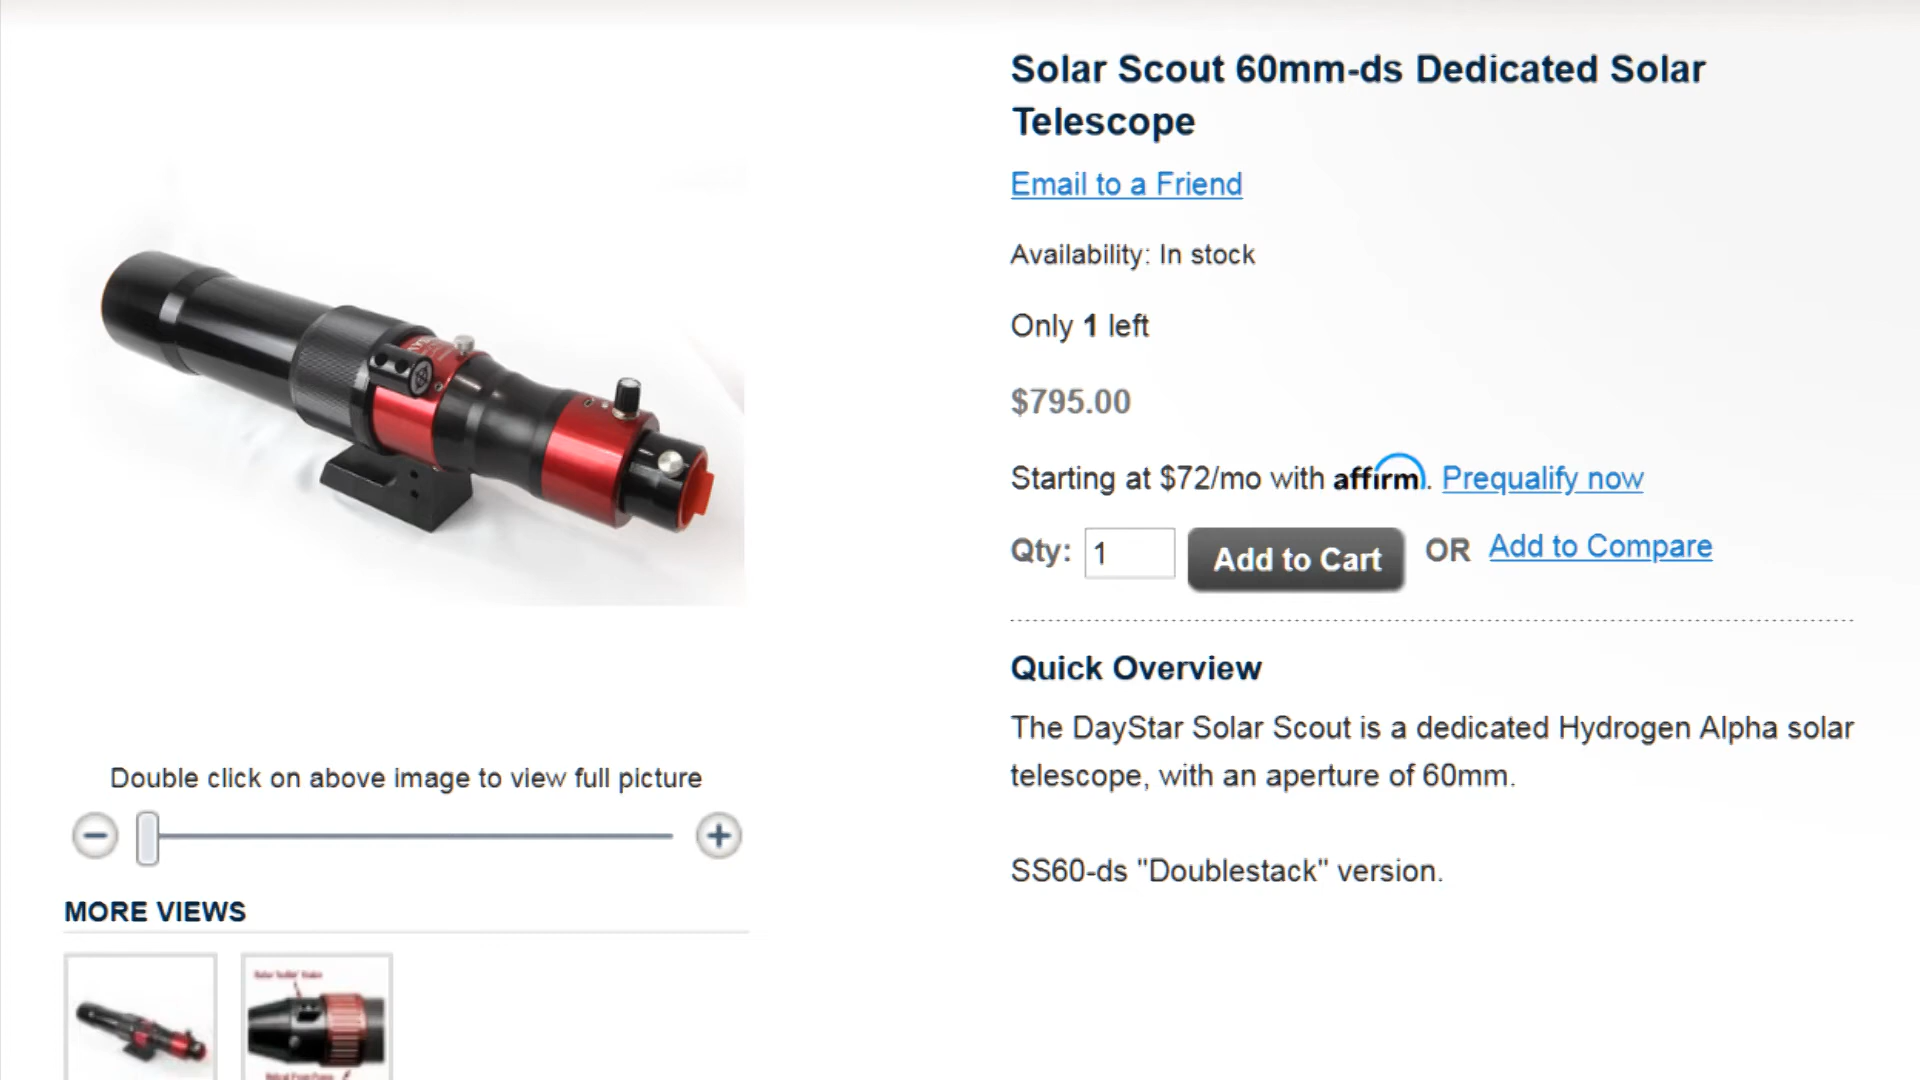 Solar Scout 60mm-ds Dedicated Solar
Telescope
Email to a Friend
Availability: In stock
Only 1 left
$795.00
Starting at $72/mo with affirm. Prequalify now
Qty: 1 Add to Cart OR Add to Compare
Quick Overview
The DayStar Solar Scout is a dedicated Hydrogen Alpha solar
telescope, with an aperture of 60mm.
SS60-ds "Doublestack" version.
Double click on above image to view full picture
MORE VIEWS